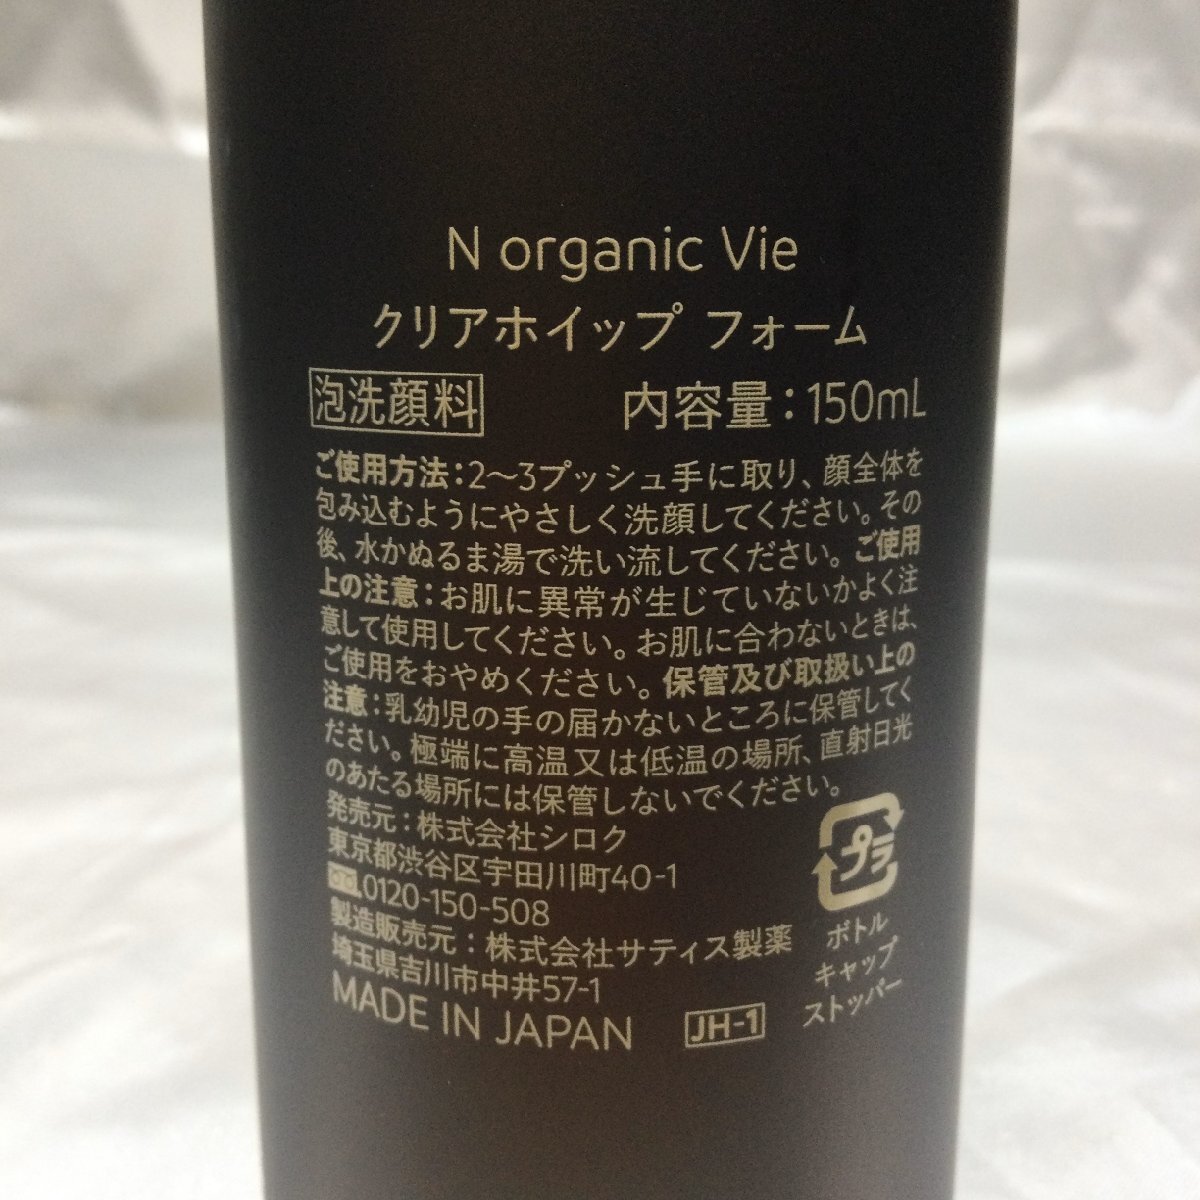 N organic Vie
クリアホイップ フォーム
泡洗顔料 内容量：150mL
ご使用方法：2〜3プッシュ手に取り、顔全体を
包み込むようにやさしく洗顔してください。その
後、水かぬるま湯で洗い流してください。ご使用
上の注意：お肌に異常が生じていないかよく注
意して使用してください。お肌に合わないときは、
ご使用をおやめください。保管及び取扱い上の
注意：乳幼児の手の届かないところに保管してく
ださい。極端に高温又は低温の場所、直射日光
のあたる場所には保管しないでください。
発売元：株式会社シロク
東京都渋谷区宇田川町40-1
0120-150-508
製造販売元：株式会社サティス製薬
埼玉県吉川市中井57-1
MADE IN JAPAN JH-1
プラ
ボトル
キャップ
ストッパー